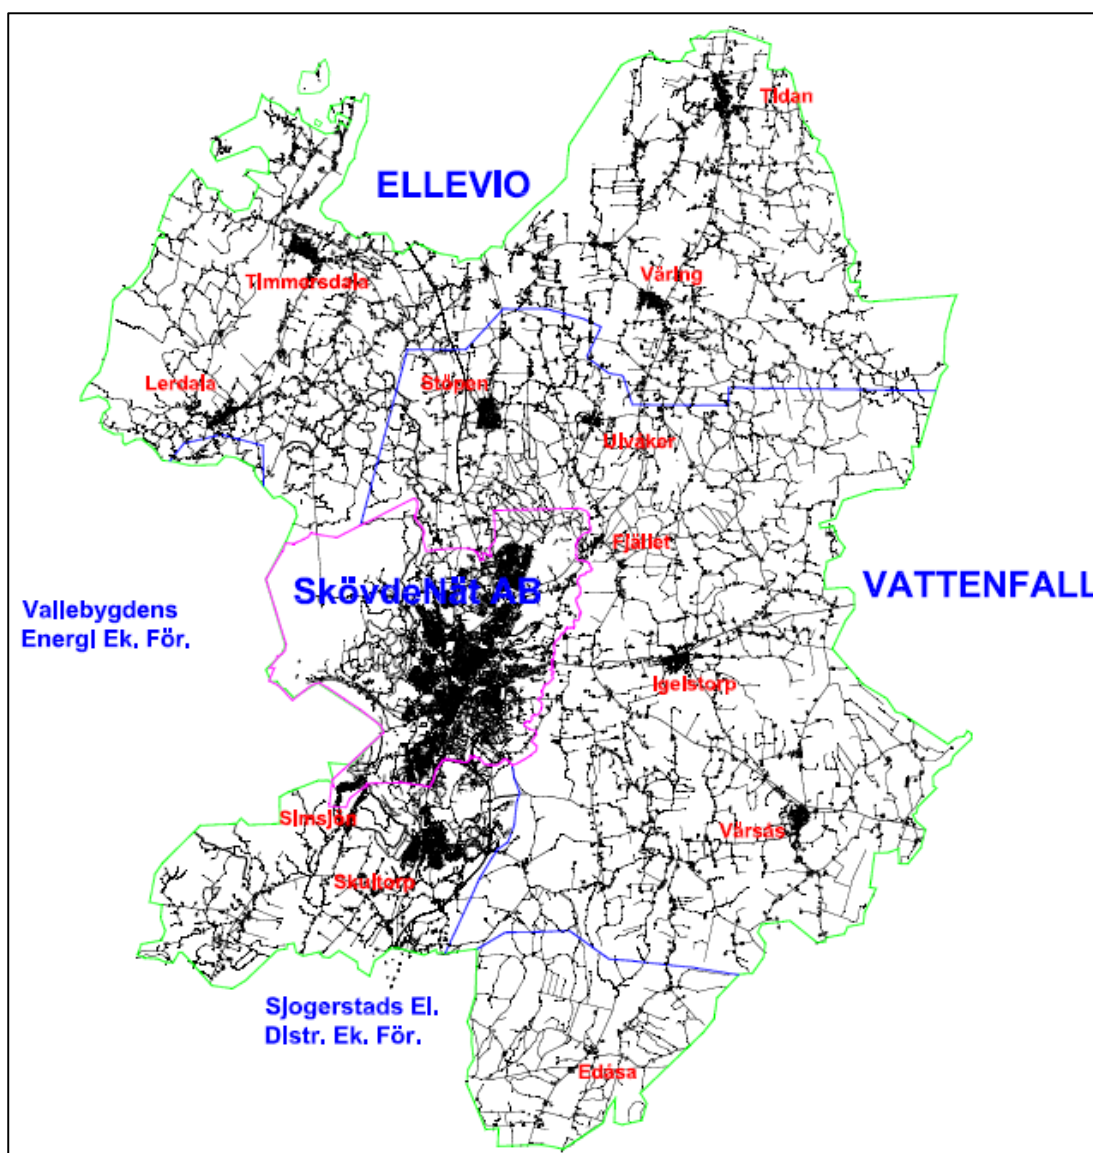 Tidan
ELLEVIO
Timmersdala
Våring
Lerdala
Stöpen
Ulvåker
Fjället
SkövdeNät AB
VATTENFALL
Vallebygdens
Energi Ek. För.
Igelstorp
Simsjön
Värsås
Skultorp
Sjogerstads El.
Distr. Ek. För.
Edåsa